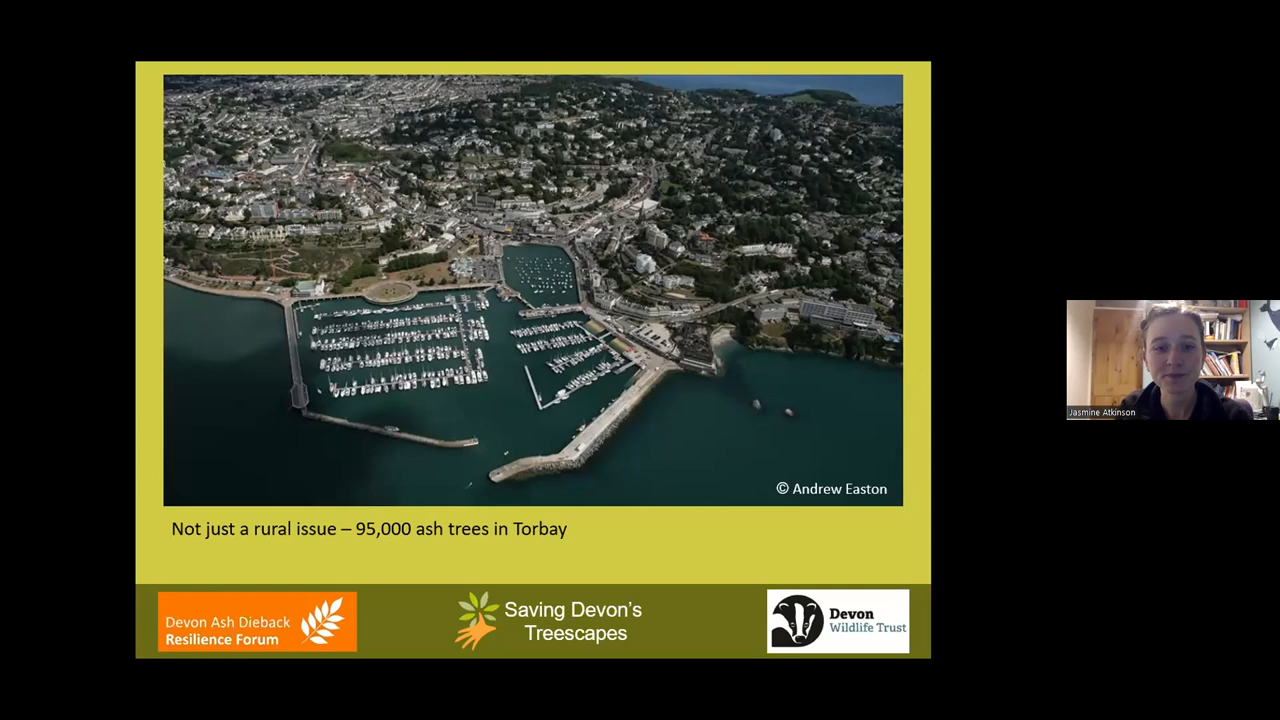 © Andrew Easton
Not just a rural issue – 95,000 ash trees in Torbay
Devon Ash Dieback
Resilience Forum
Saving Devon's
Treescapes
Devon
Wildlife Trust
Jasmine Atkinson